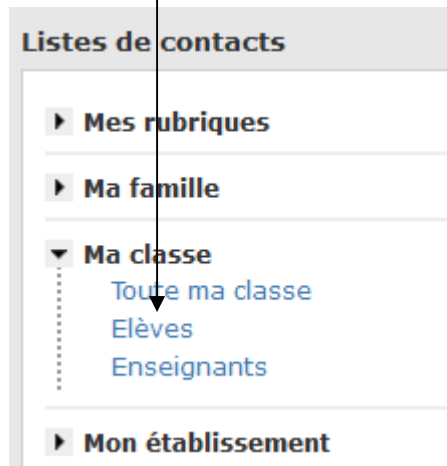 Listes de contacts
Mes rubriques
Ma famille
Ma classe
Toute ma classe
Elèves
Enseignants
Mon établissement